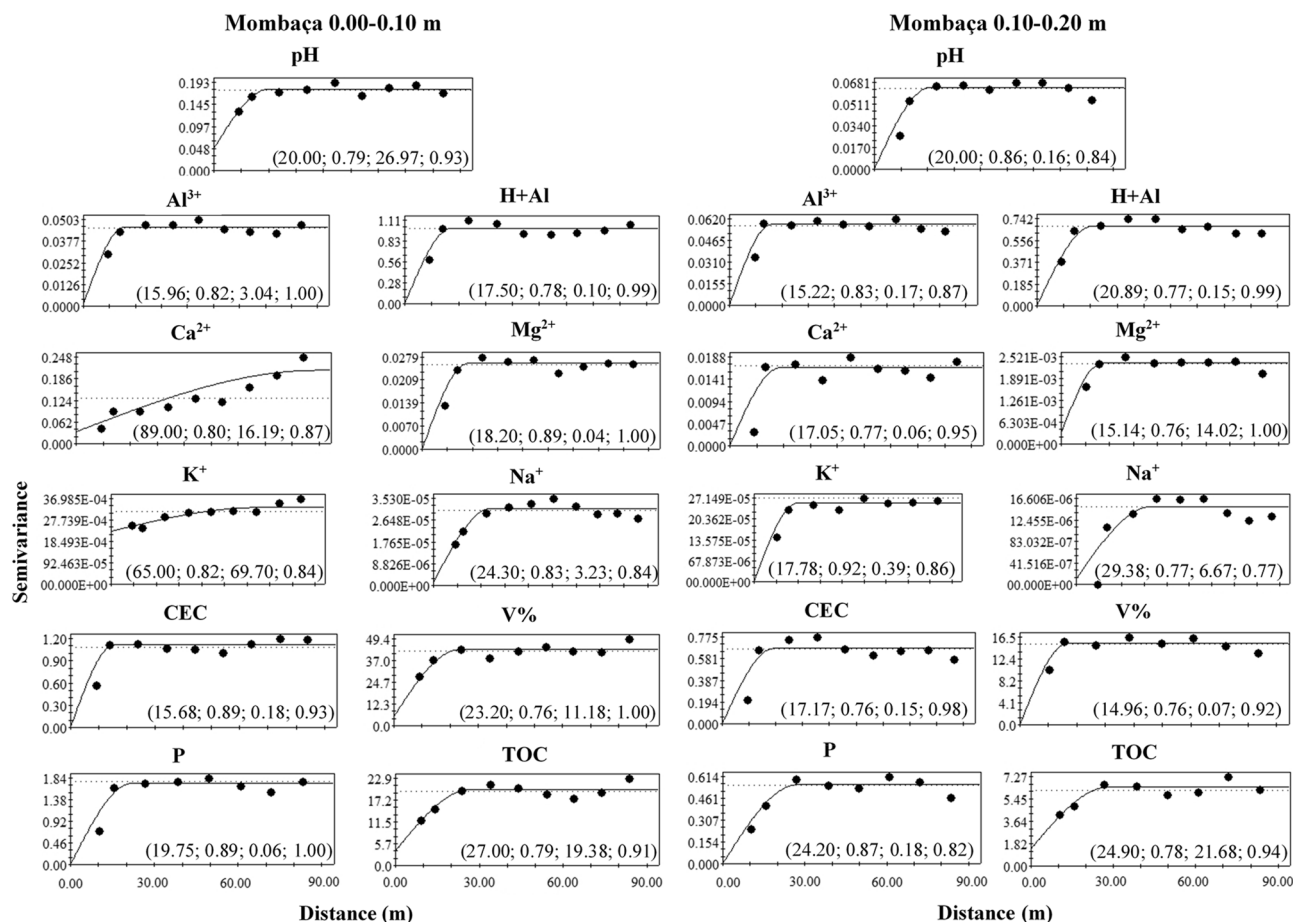 Mombaça 0.00-0.10 m
Mombaça 0.10-0.20 m
pH
pH
0.193
0.145
0.097
0.048
0.000
(20.00; 0.79; 26.97; 0.93)
0.0681
0.0511
0.0340
0.0170
0.0000
(20.00; 0.86; 0.16; 0.84)
Al³⁺
H+Al
Al³⁺
H+Al
0.0503
0.0377
0.0252
0.0126
0.0000
(15.96; 0.82; 3.04; 1.00)
1.11
0.83
0.56
0.28
0.00
(17.50; 0.78; 0.10; 0.99)
0.0620
0.0465
0.0310
0.0155
0.0000
(15.22; 0.83; 0.17; 0.87)
0.742
0.556
0.371
0.185
0.000
(20.89; 0.77; 0.15; 0.99)
Ca²⁺
Mg²⁺
Ca²⁺
Mg²⁺
0.248
0.186
0.124
0.062
0.000
(89.00; 0.80; 16.19; 0.87)
0.0279
0.0209
0.0139
0.0070
0.0000
(18.20; 0.89; 0.04; 1.00)
0.0188
0.0141
0.0094
0.0047
0.0000
(17.05; 0.77; 0.06; 0.95)
2.521E-03
1.891E-03
1.260E-03
6.303E-04
0.000E+00
(15.14; 0.76; 14.02; 1.00)
K⁺
Na⁺
K⁺
Na⁺
36.985E-04
27.739E-04
18.493E-04
92.463E-05
00.000E+00
(65.00; 0.82; 69.70; 0.84)
3.530E-05
2.648E-05
1.765E-05
8.826E-06
0.000E+00
(24.30; 0.83; 3.23; 0.84)
27.149E-05
20.362E-05
13.575E-05
67.873E-06
00.000E+00
(17.78; 0.92; 0.39; 0.86)
16.606E-06
12.455E-06
83.032E-07
41.516E-07
00.000E+00
(29.38; 0.77; 6.67; 0.77)
Semivariance
CEC
V%
CEC
V%
1.20
0.90
0.60
0.30
0.00
(15.68; 0.89; 0.18; 0.93)
49.4
37.0
24.7
12.3
0.0
(23.20; 0.76; 11.18; 1.00)
0.775
0.581
0.387
0.194
0.000
(17.17; 0.76; 0.15; 0.98)
16.5
12.4
8.2
4.1
0.0
(14.96; 0.76; 0.07; 0.92)
P
TOC
P
TOC
1.84
1.38
0.92
0.46
0.00
(19.75; 0.89; 0.06; 1.00)
22.9
17.2
11.5
5.7
0.0
(27.00; 0.79; 19.38; 0.91)
0.614
0.461
0.307
0.154
0.000
(24.20; 0.87; 0.18; 0.82)
7.27
5.45
3.64
1.82
0.00
(24.90; 0.78; 21.68; 0.94)
0.00 30.00 60.00 90.00
0.00 30.00 60.00 90.00
0.00 30.00 60.00 90.00
0.00 30.00 60.00 90.00
Distance (m)
Distance (m)